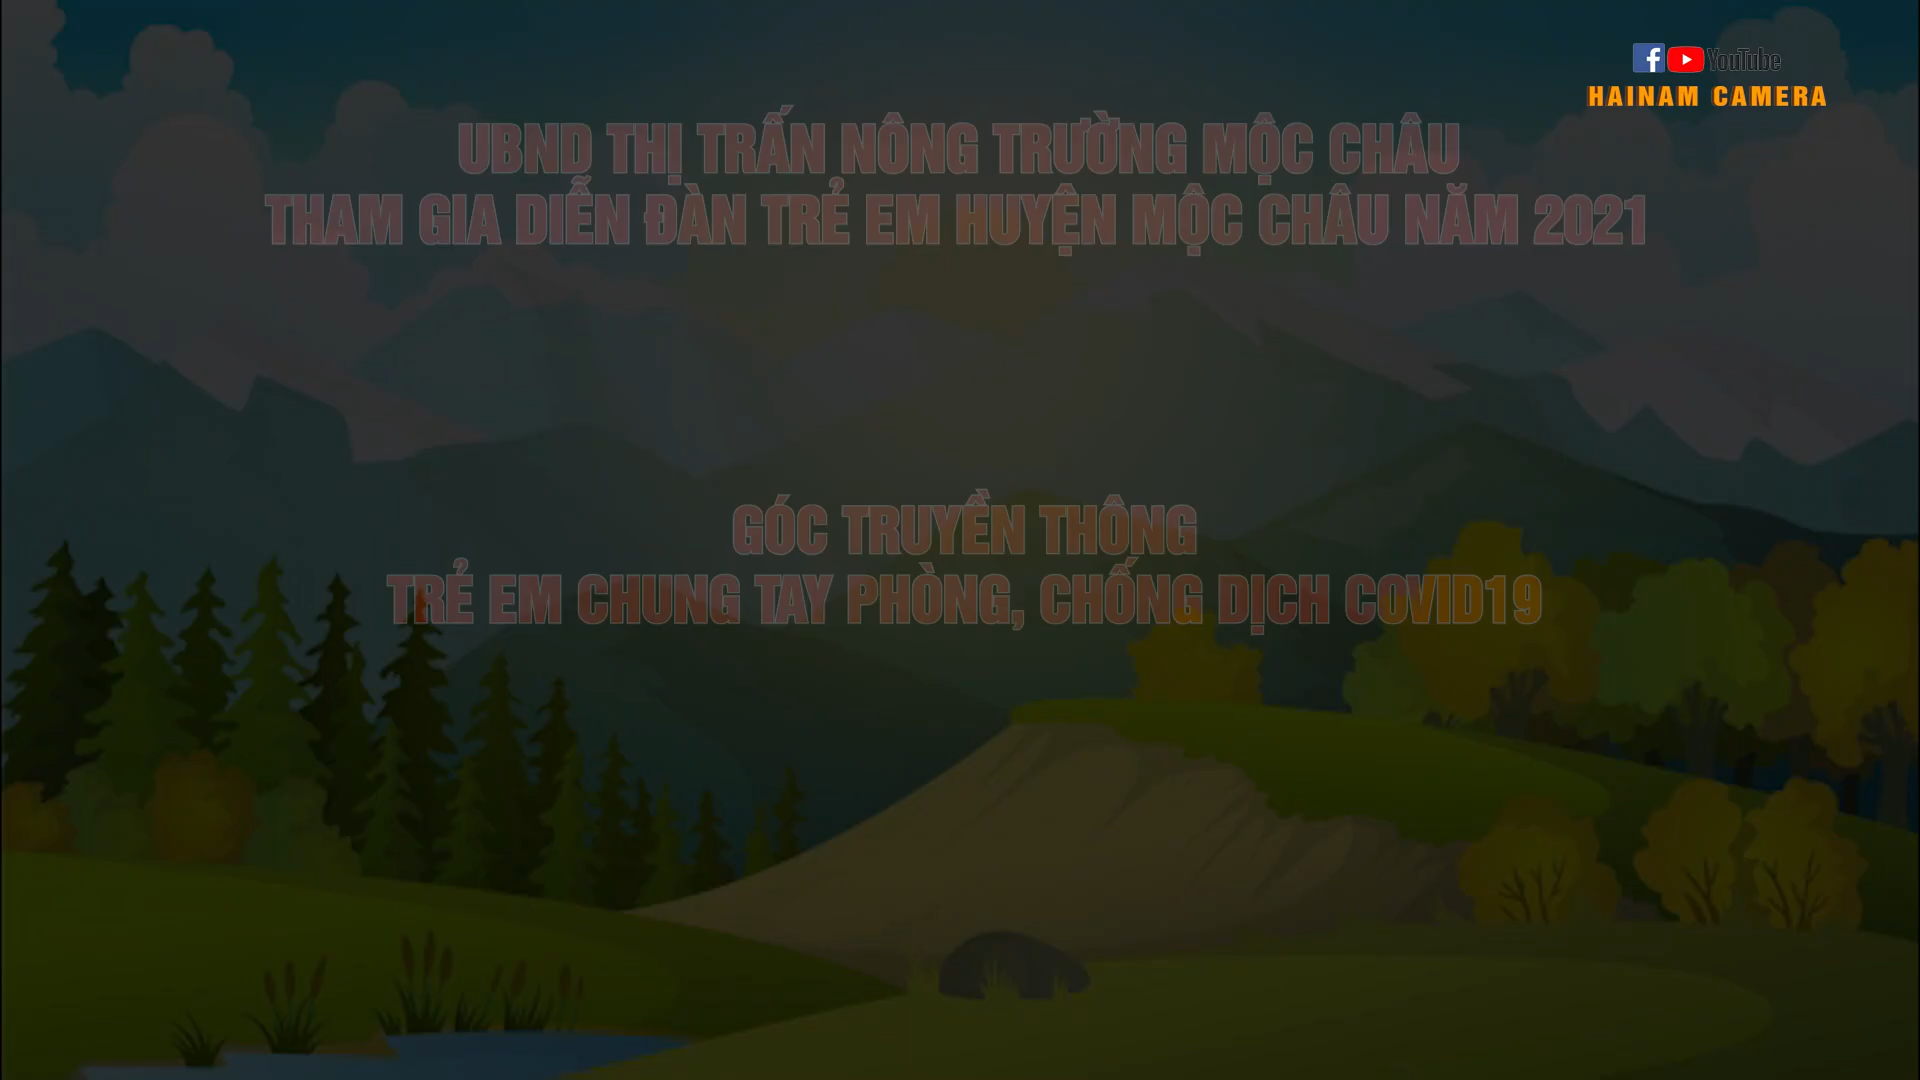 f YouTube
HAINAM CAMERA
UBND THỊ TRẤN NÔNG TRƯỜNG MỘC CHÂU
THAM GIA DIỄN ĐÀN TRẺ EM HUYỆN MỘC CHÂU NĂM 2021
GÓC TRUYỀN THÔNG
TRẺ EM CHUNG TAY PHÒNG, CHỐNG DỊCH COVID19